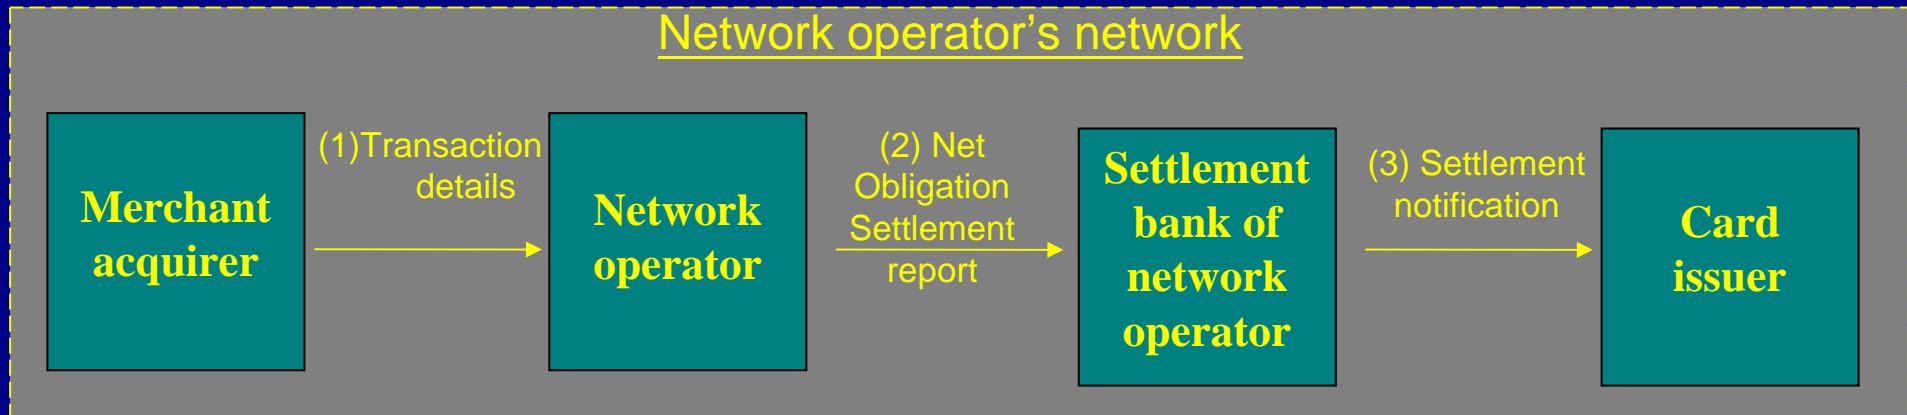 Network operator’s network
Merchant
acquirer
(1)Transaction
details
Network
operator
(2) Net
Obligation
Settlement
report
Settlement
bank of
network
operator
(3) Settlement
notification
Card
issuer